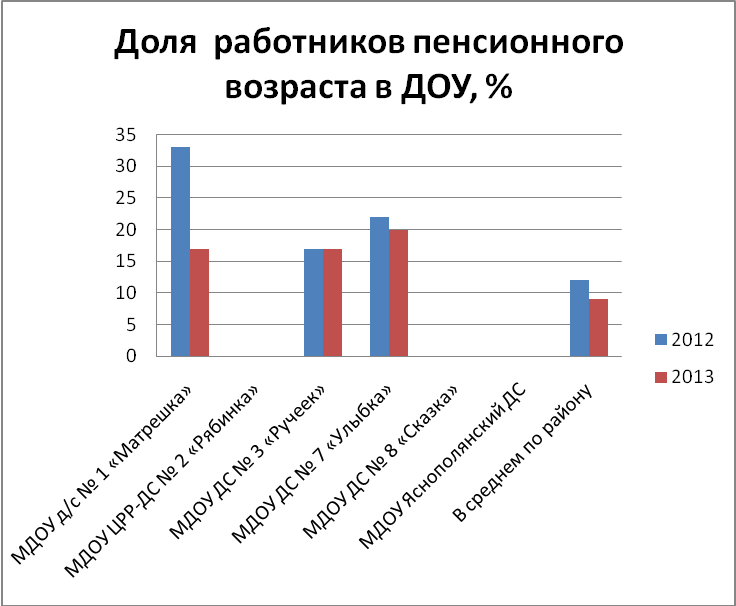 Доля  работников пенсионного
возраста в ДОУ, %
35
30
25
20
15
10
5
0
МДОУ д/с № 1 «Матрешка»
МДОУ ЦРР-ДС № 2 «Рябинка»
МДОУ ДС № 3 «Ручеек»
МДОУ ДС № 7 «Улыбка»
МДОУ ДС № 8 «Сказка»
МДОУ Яснополянский ДС
В среднем по району
2012
2013